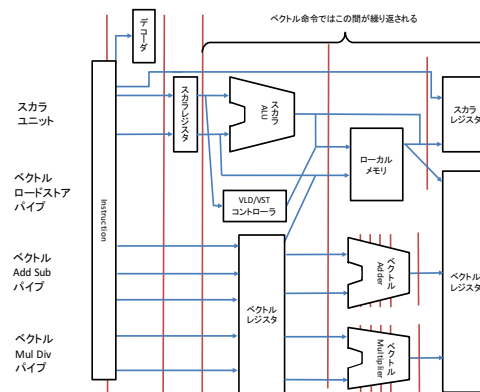 ベクトル命令ではこの間が繰り返される
デコーダ
スカラ
ユニット
スカラレジスタ
スカラ
ALU
スカラ
レジスタ
Instruction
ベクトル
ロードストア
パイプ
ローカル
メモリ
VLD/VST
コントローラ
ベクトル
Add Sub
パイプ
ベクトル
レジスタ
ベクトル
Adder
ベクトル
レジスタ
ベクトル
Mul Div
パイプ
ベクトル
Multiplier